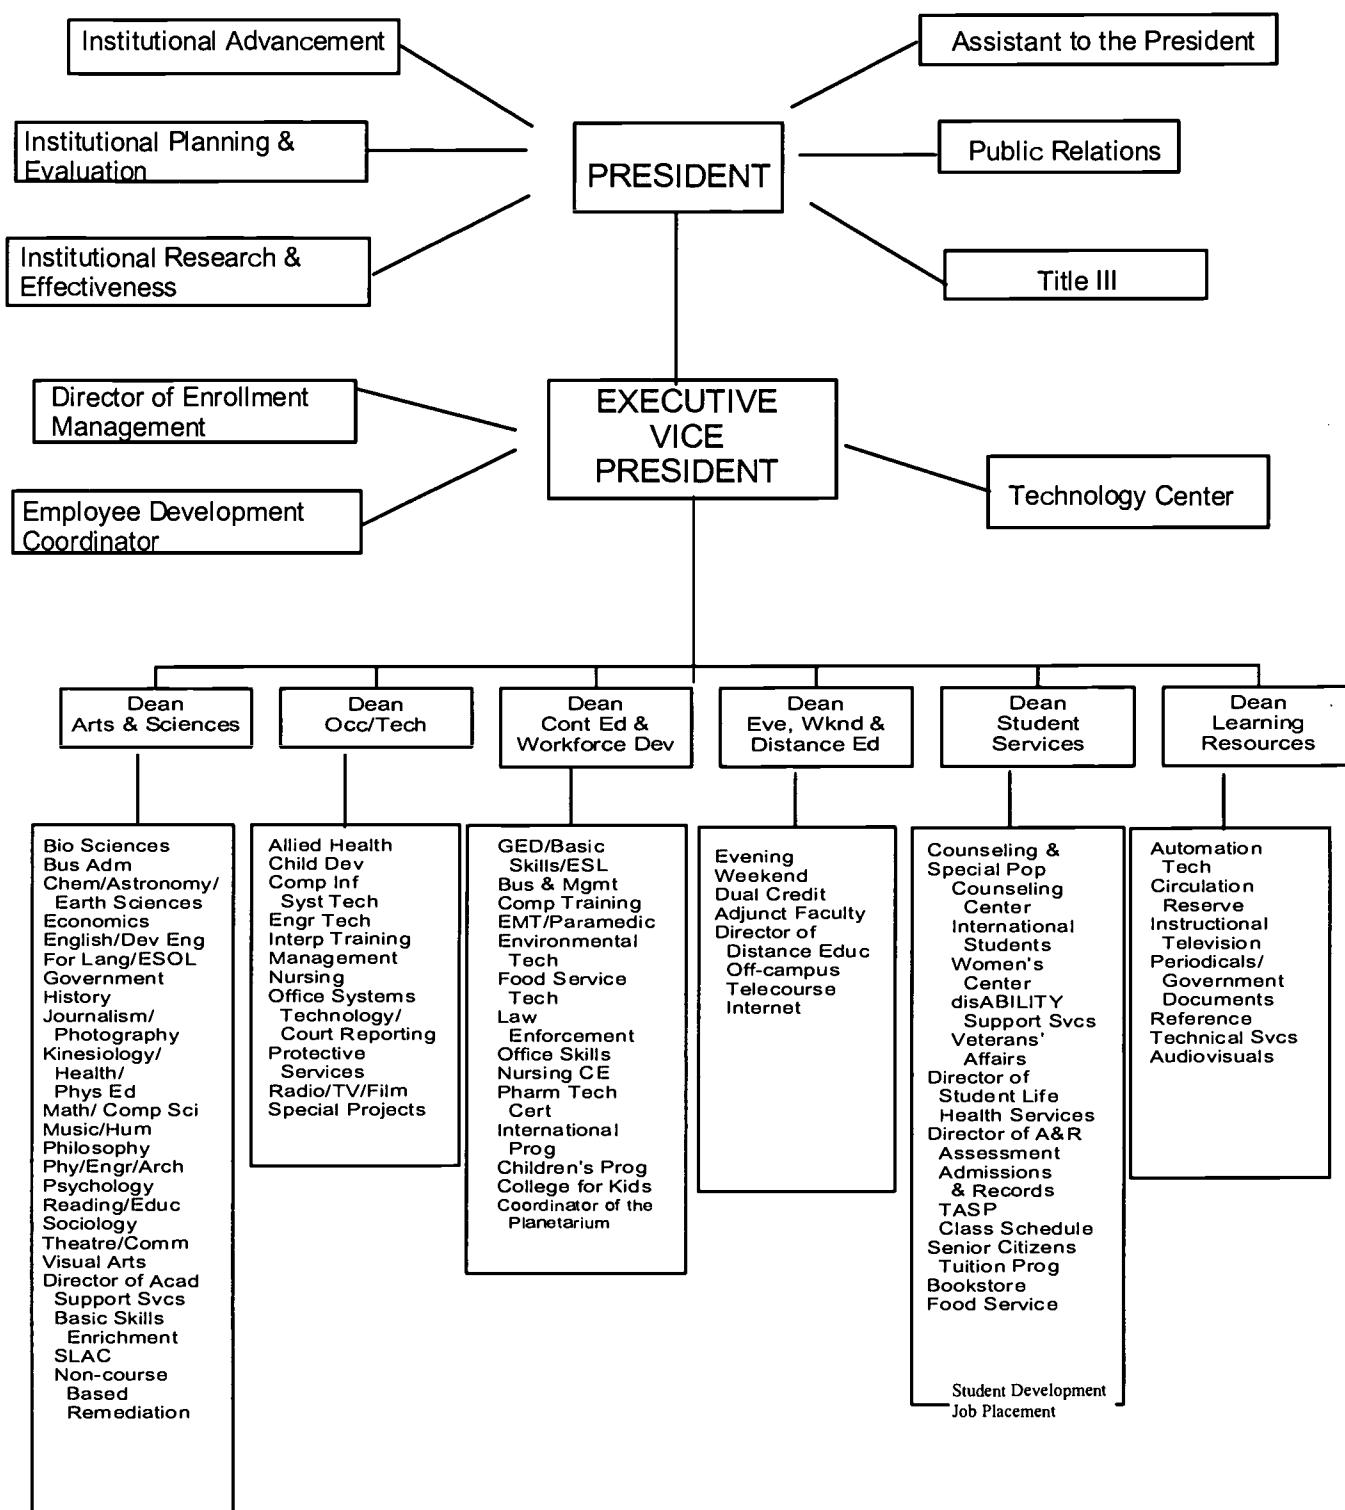 Institutional Advancement
Assistant to the President
Institutional Planning &
Evaluation
PRESIDENT
Public Relations
Institutional Research &
Effectiveness
Title III
Director of Enrollment
Management
EXECUTIVE
VICE
PRESIDENT
Employee Development
Coordinator
Technology Center
Dean
Arts & Sciences
Dean
Occ/Tech
Dean
Cont Ed &
Workforce Dev
Dean
Eve, Wknd &
Distance Ed
Dean
Student
Services
Dean
Learning
Resources
Bio Sciences
Bus Adm
Chem/Astronomy/
Earth Sciences
Economics
English/Dev Eng
For Lang/ESOL
Government
History
Journalism/
Photography
Kinesiology/
Health/
Phys Ed
Math/ Comp Sci
Music/Hum
Philosophy
Phy/Engr/Arch
Psychology
Reading/Educ
Sociology
Theatre/Comm
Visual Arts
Director of Acad
Support Svcs
Basic Skills
Enrichment
SLAC
Non-course
Based
Remediation
Allied Health
Child Dev
Comp Inf
Syst Tech
Engr Tech
Interp Training
Management
Nursing
Office Systems
Technology/
Court Reporting
Protective
Services
Radio/TV/Film
Special Projects
GED/Basic
Skills/ESL
Bus & Mgmt
Comp Training
EMT/Paramedic
Environmental
Tech
Food Service
Tech
Law
Enforcement
Office Skills
Nursing CE
Pharm Tech
Cert
International
Prog
Children's Prog
College for Kids
Coordinator of the
Planetarium
Evening
Weekend
Dual Credit
Adjunct Faculty
Director of
Distance Educ
Off-campus
Telecourse
Internet
Counseling &
Special Pop
Counseling
Center
International
Students
Women's
Center
disABILITY
Support Svcs
Veterans'
Affairs
Director of
Student Life
Health Services
Director of A&R
Assessment
Admissions
& Records
TASP
Class Schedule
Senior Citizens
Tuition Prog
Bookstore
Food Service
Student Development
Job Placement
Automation
Tech
Circulation
Reserve
Instructional
Television
Periodicals/
Government
Documents
Reference
Technical Svcs
Audiovisuals